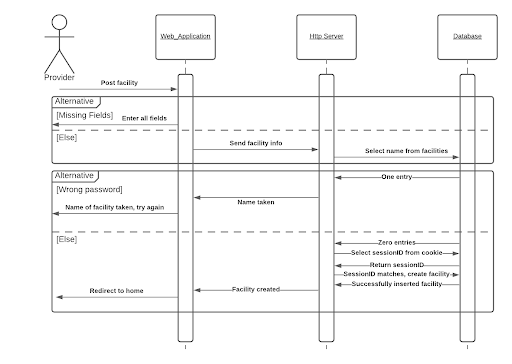 Web_Application
Http Server
Database
Provider
Post facility
Alternative
[Missing Fields]
Enter all fields
[Else]
Send facility info
Select name from facilities
Alternative
One entry
[Wrong password]
Name taken
Name of facility taken, try again
[Else]
Zero entries
Select sessionID from cookie
Return sessionID
SessionID matches, create facility
Successfully inserted facility
Facility created
Redirect to home